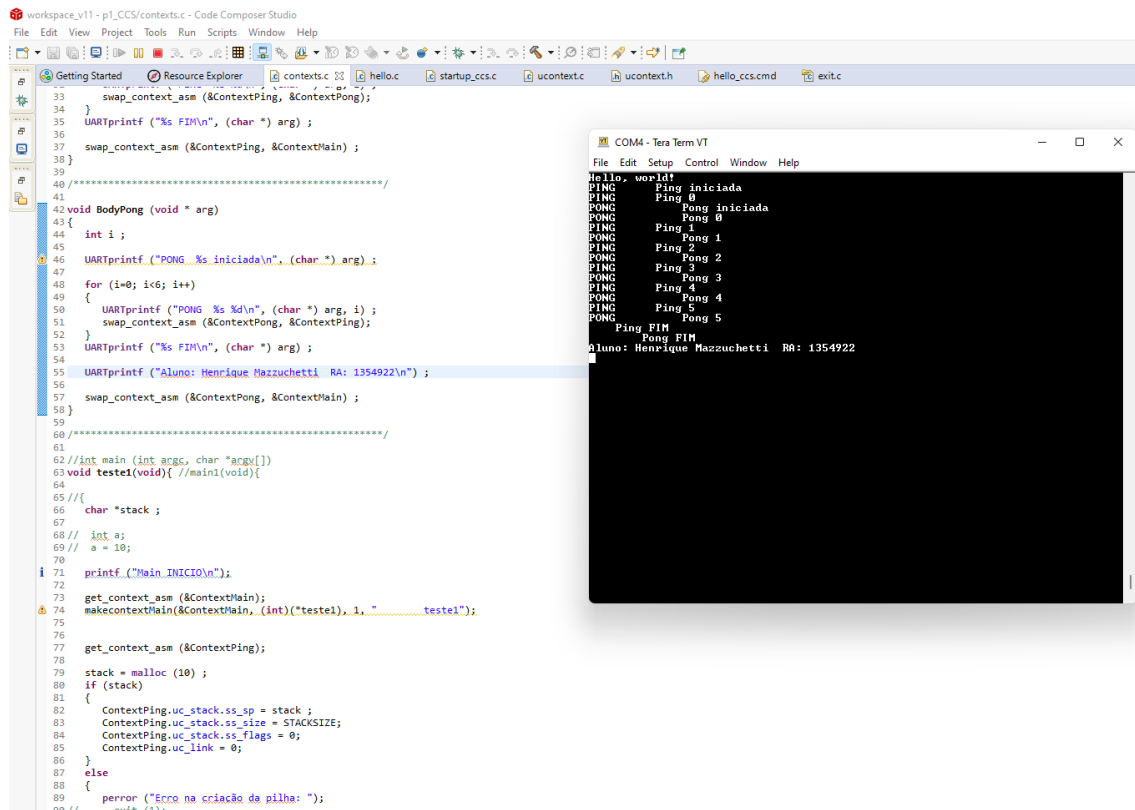 workspace_v11 - p1_CCS/contexts.c - Code Composer Studio
File Edit View Project Tools Run Scripts Window Help
Getting Started Resource Explorer contexts.c hello.c startup_ccs.c ucontext.c ucontext.h hello_ccs.cmd exit.c
33 swap_context_asm (&ContextPing, &ContextPong);
34 }
35 UARTprintf ("%s FIM\n", (char *) arg) ;
36
37 swap_context_asm (&ContextPing, &ContextMain) ;
38 }
39
40 /*****************************************************/
41
42 void BodyPong (void * arg)
43 {
44 int i ;
45
46 UARTprintf ("PONG %s iniciada\n", (char *) arg) ;
47
48 for (i=0; i<6; i++)
49 {
50 UARTprintf ("PONG %s %d\n", (char *) arg, i) ;
51 swap_context_asm (&ContextPong, &ContextPing);
52 }
53 UARTprintf ("%s FIM\n", (char *) arg) ;
54
55 UARTprintf ("Aluno: Henrique Mazzuchetti RA: 1354922\n") ;
56
57 swap_context_asm (&ContextPong, &ContextMain) ;
58 }
59
60 /*****************************************************/
61
62 //int main (int argc, char *argv[])
63 void teste1(void){ //main1(void){
64
65 //{
66 char *stack ;
67
68 // int a;
69 // a = 10;
70
71 printf ("Main INICIO\n");
72
73 get_context_asm (&ContextMain);
74 makecontextMain(&ContextMain, (int)(*teste1), 1, " teste1");
75
76
77 get_context_asm (&ContextPing);
78
79 stack = malloc (10) ;
80 if (stack)
81 {
82 ContextPing.uc_stack.ss_sp = stack ;
83 ContextPing.uc_stack.ss_size = STACKSIZE;
84 ContextPing.uc_stack.ss_flags = 0;
85 ContextPing.uc_link = 0;
86 }
87 else
88 {
89 perror ("Erro na criação da pilha: ");
COM4 - Tera Term VT
File Edit Setup Control Window Help
Hello, world!
PING Ping iniciada
PING Ping 0
PONG Pong iniciada
PONG Pong 0
PING Ping 1
PONG Pong 1
PING Ping 2
PONG Pong 2
PING Ping 3
PONG Pong 3
PING Ping 4
PONG Pong 4
PING Ping 5
PONG Pong 5
Ping FIM
Pong FIM
Aluno: Henrique Mazzuchetti RA: 1354922